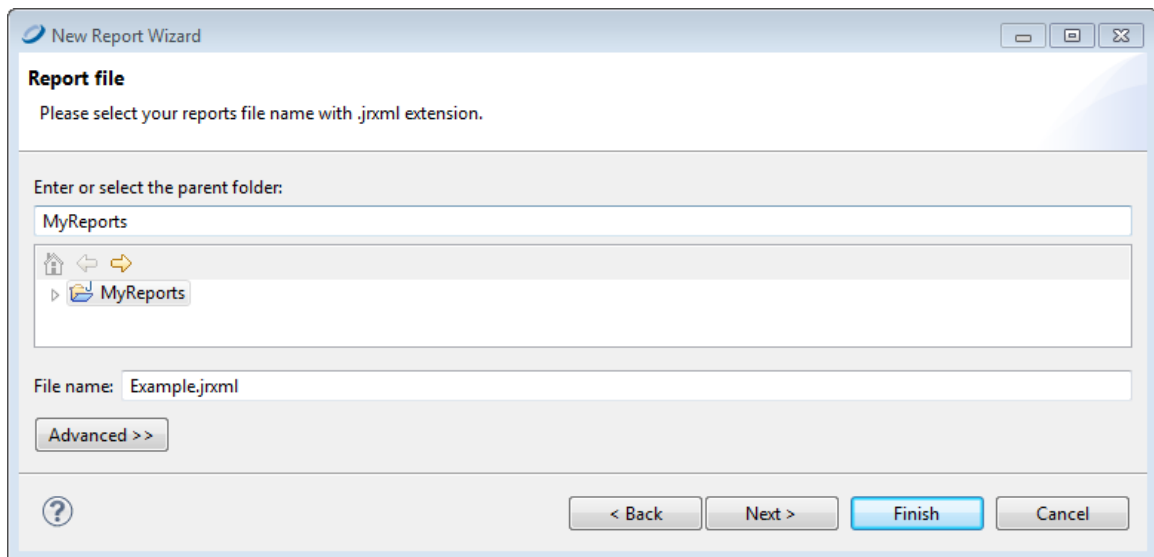 New Report Wizard
Report file
Please select your reports file name with .jrxml extension.
Enter or select the parent folder:
MyReports
MyReports
File name: Example.jrxml
Advanced >>
? < Back Next > Finish Cancel